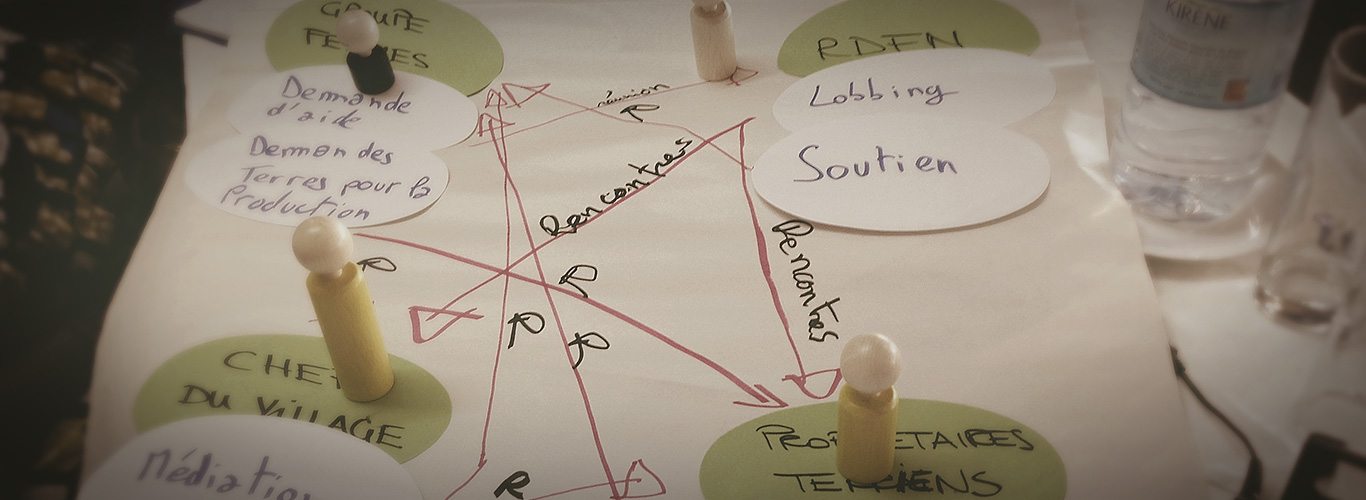 GROUPE
FEMMES
Demande
d'aide
Demandes
Terres pour la
Production
RDFN
Lobbing
Soutien
KIRENE
réunion
R
Rencontres
Rencontres
R
R
R
R
CHEF
DU VILLAGE
Médiation
PROPRIETAIRES
TERRIENS
R